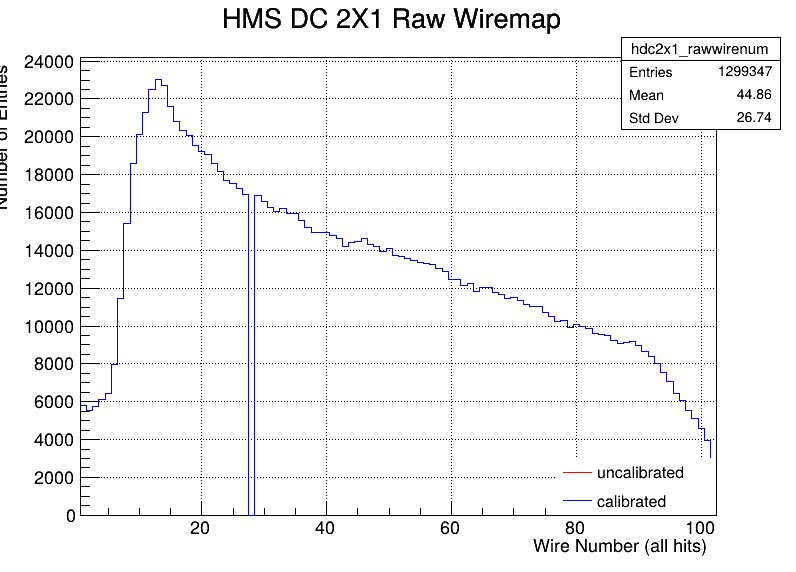 HMS DC 2X1 Raw Wiremap
hdc2x1_rawwirenum
Entries 1299347
Mean 44.86
Std Dev 26.74
Number of Entries
24000
22000
20000
18000
16000
14000
12000
10000
8000
6000
4000
2000
0
20 40 60 80 100
Wire Number (all hits)
uncalibrated
calibrated